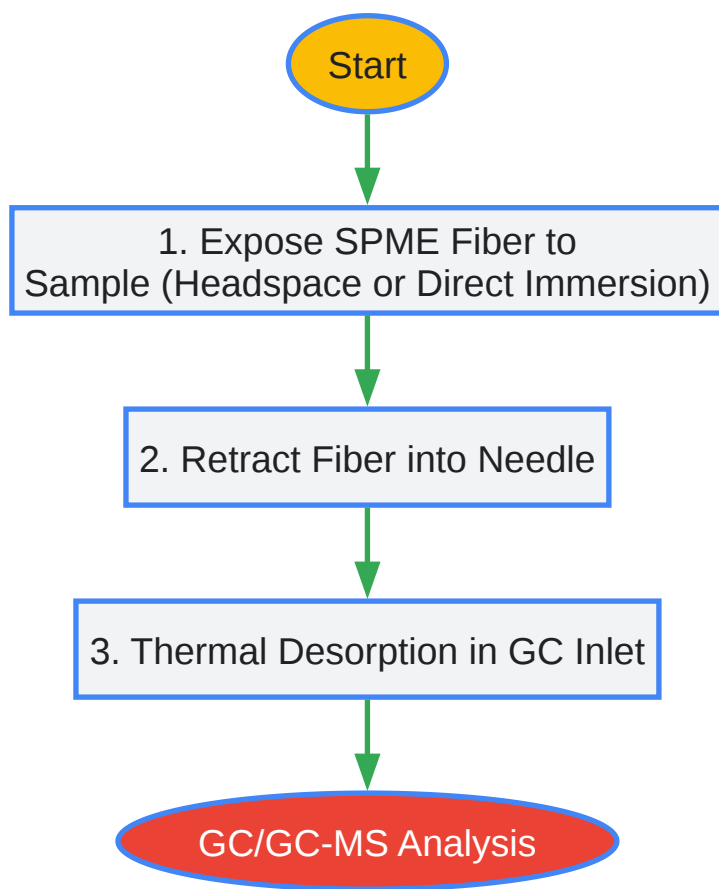 Start
1. Expose SPME Fiber to
Sample (Headspace or Direct Immersion)
2. Retract Fiber into Needle
3. Thermal Desorption in GC Inlet
GC/GC-MS Analysis